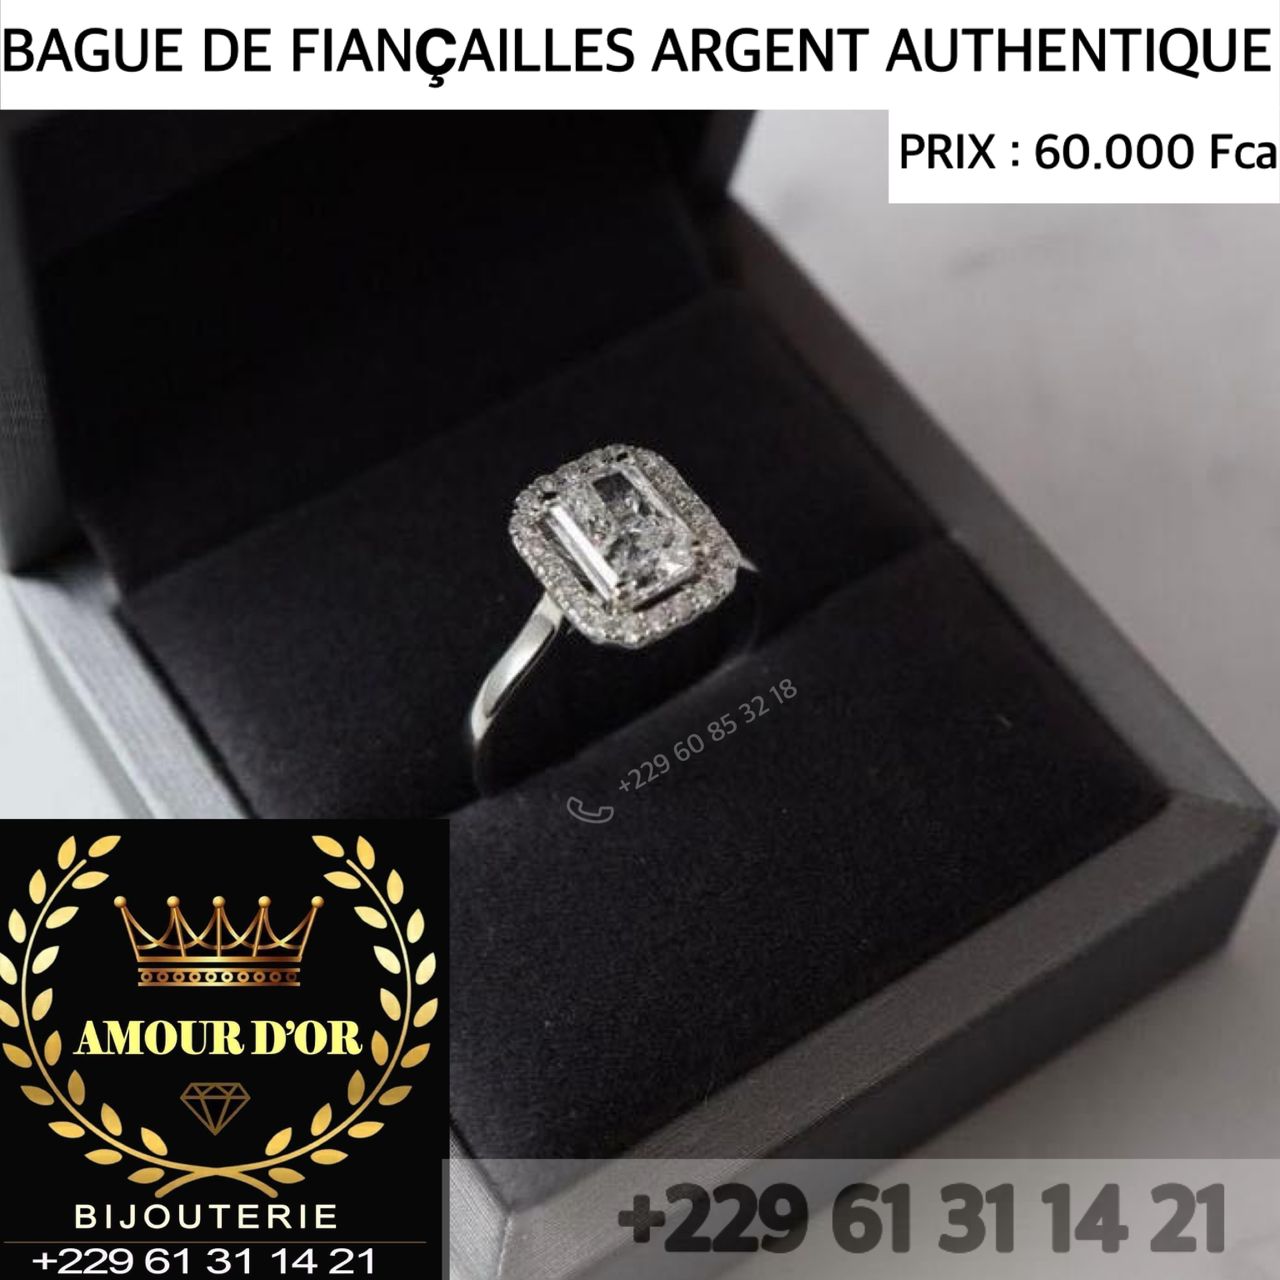 BAGUE DE FIANÇAILLES ARGENT AUTHENTIQUE
PRIX : 60.000 Fca
+229 60 85 32 18
AMOUR D'OR
BIJOUTERIE
+229 61 31 14 21
+229 61 31 14 21